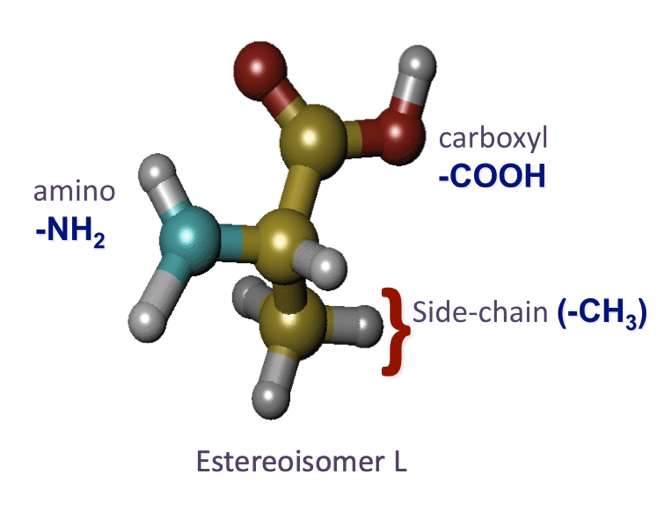 carboxyl
-COOH
amino
-NH₂
Side-chain (-CH₃)
Estereoisomer L